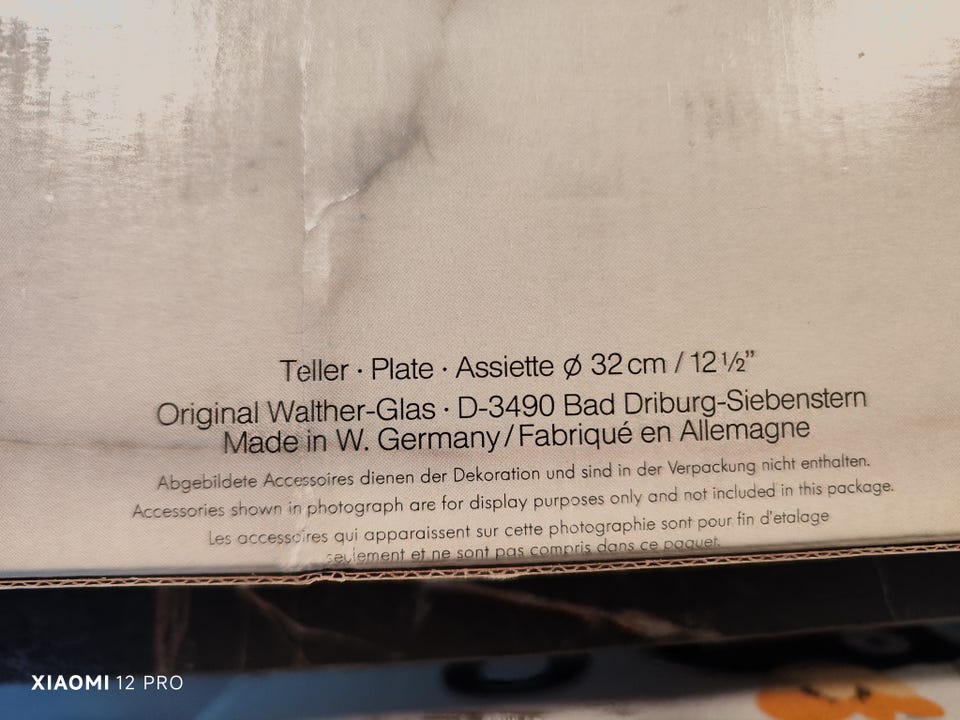 Teller · Plate · Assiette ø 32 cm / 12 ½”
Original Walther-Glas · D-3490 Bad Driburg-Siebenstern
Made in W. Germany / Fabriqué en Allemagne
Abgebildete Accessoires dienen der Dekoration und sind in der Verpackung nicht enthalten.
Accessories shown in photograph are for display purposes only and not included in this package.
Les accessoires qui apparaissent sur cette photographie sont pour fin d’etalage
seulement et ne sont pas compris dans ce paquet.
XIAOMI 12 PRO